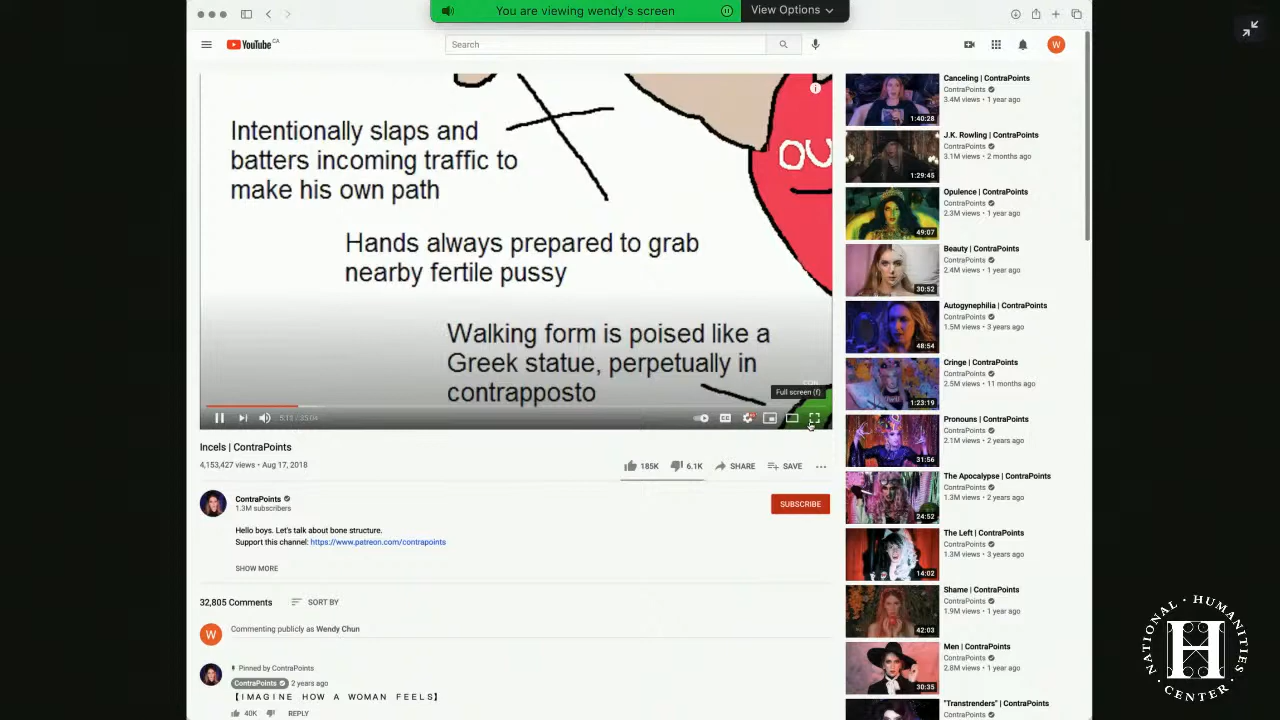 You are viewing wendy's screen
View Options
YouTube CA
Search
W
Intentionally slaps and
batters incoming traffic to
make his own path
OU
Hands always prepared to grab
nearby fertile pussy
Walking form is poised like a
Greek statue, perpetually in
contrapposto
Full screen (f)
5:11 / 35:04
CC
Incels | ContraPoints
4,153,427 views • Aug 17, 2018
185K
6.1K
SHARE
SAVE
ContraPoints
1.3M subscribers
SUBSCRIBE
Hello boys. Let's talk about bone structure.
Support this channel: https://www.patreon.com/contrapoints
SHOW MORE
32,805 Comments
SORT BY
W
Commenting publicly as Wendy Chun
Pinned by ContraPoints
ContraPoints 2 years ago
【IMAGINE HOW A WOMAN FEELS】
40K
REPLY
Canceling | ContraPoints
ContraPoints
3.4M views • 1 year ago
1:40:28
J.K. Rowling | ContraPoints
ContraPoints
3.1M views • 2 months ago
1:29:45
Opulence | ContraPoints
ContraPoints
2.3M views • 1 year ago
49:07
Beauty | ContraPoints
ContraPoints
2.4M views • 1 year ago
30:52
Autogynephilia | ContraPoints
ContraPoints
1.5M views • 3 years ago
48:54
Cringe | ContraPoints
ContraPoints
2.5M views • 11 months ago
1:23:19
Pronouns | ContraPoints
ContraPoints
2.1M views • 2 years ago
31:56
The Apocalypse | ContraPoints
ContraPoints
1.3M views • 2 years ago
24:52
The Left | ContraPoints
ContraPoints
1.3M views • 3 years ago
14:02
Shame | ContraPoints
ContraPoints
1.9M views • 1 year ago
42:03
Men | ContraPoints
ContraPoints
2.8M views • 1 year ago
30:35
"Transtrenders" | ContraPoints
ContraPoints
NATIONAL • HUMANITIES
CENTER
H